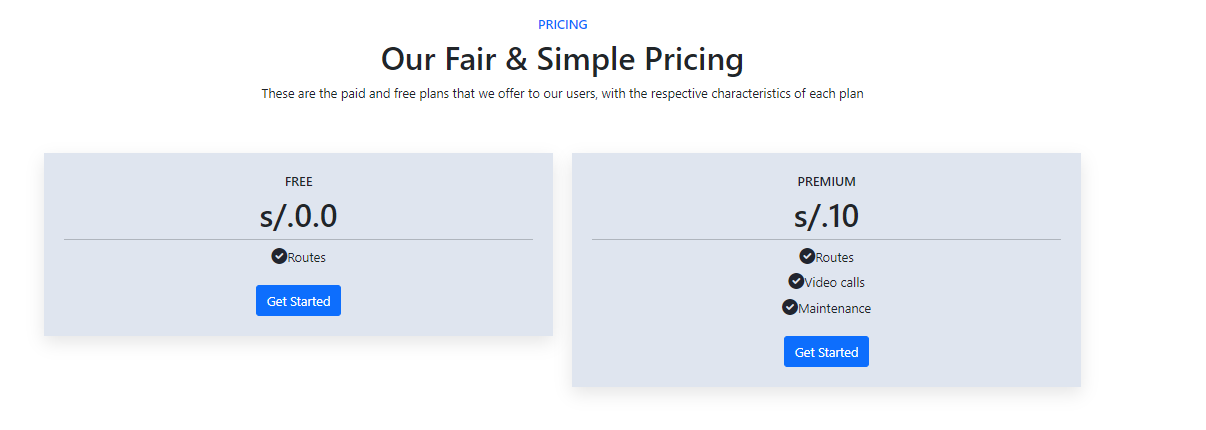 PRICING
Our Fair & Simple Pricing
These are the paid and free plans that we offer to our users, with the respective characteristics of each plan
FREE
s/.0.0
Routes
Get Started
PREMIUM
s/.10
Routes
Video calls
Maintenance
Get Started